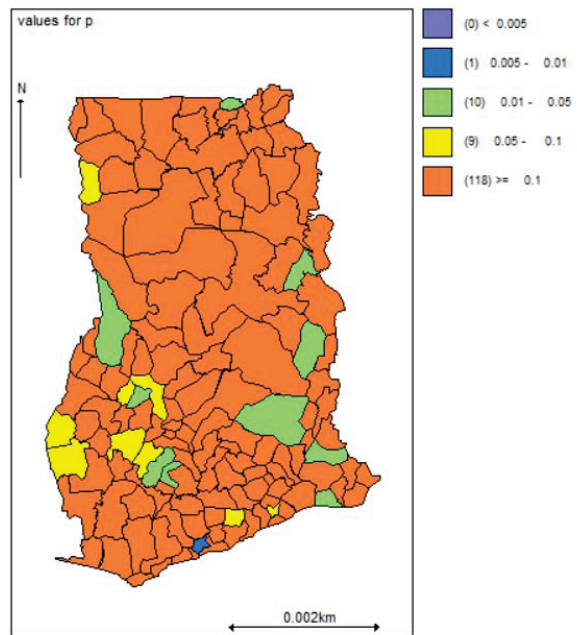 values for p
N
0.002km
(0) < 0.005
(1) 0.005 - 0.01
(10) 0.01 - 0.05
(9) 0.05 - 0.1
(118) >= 0.1